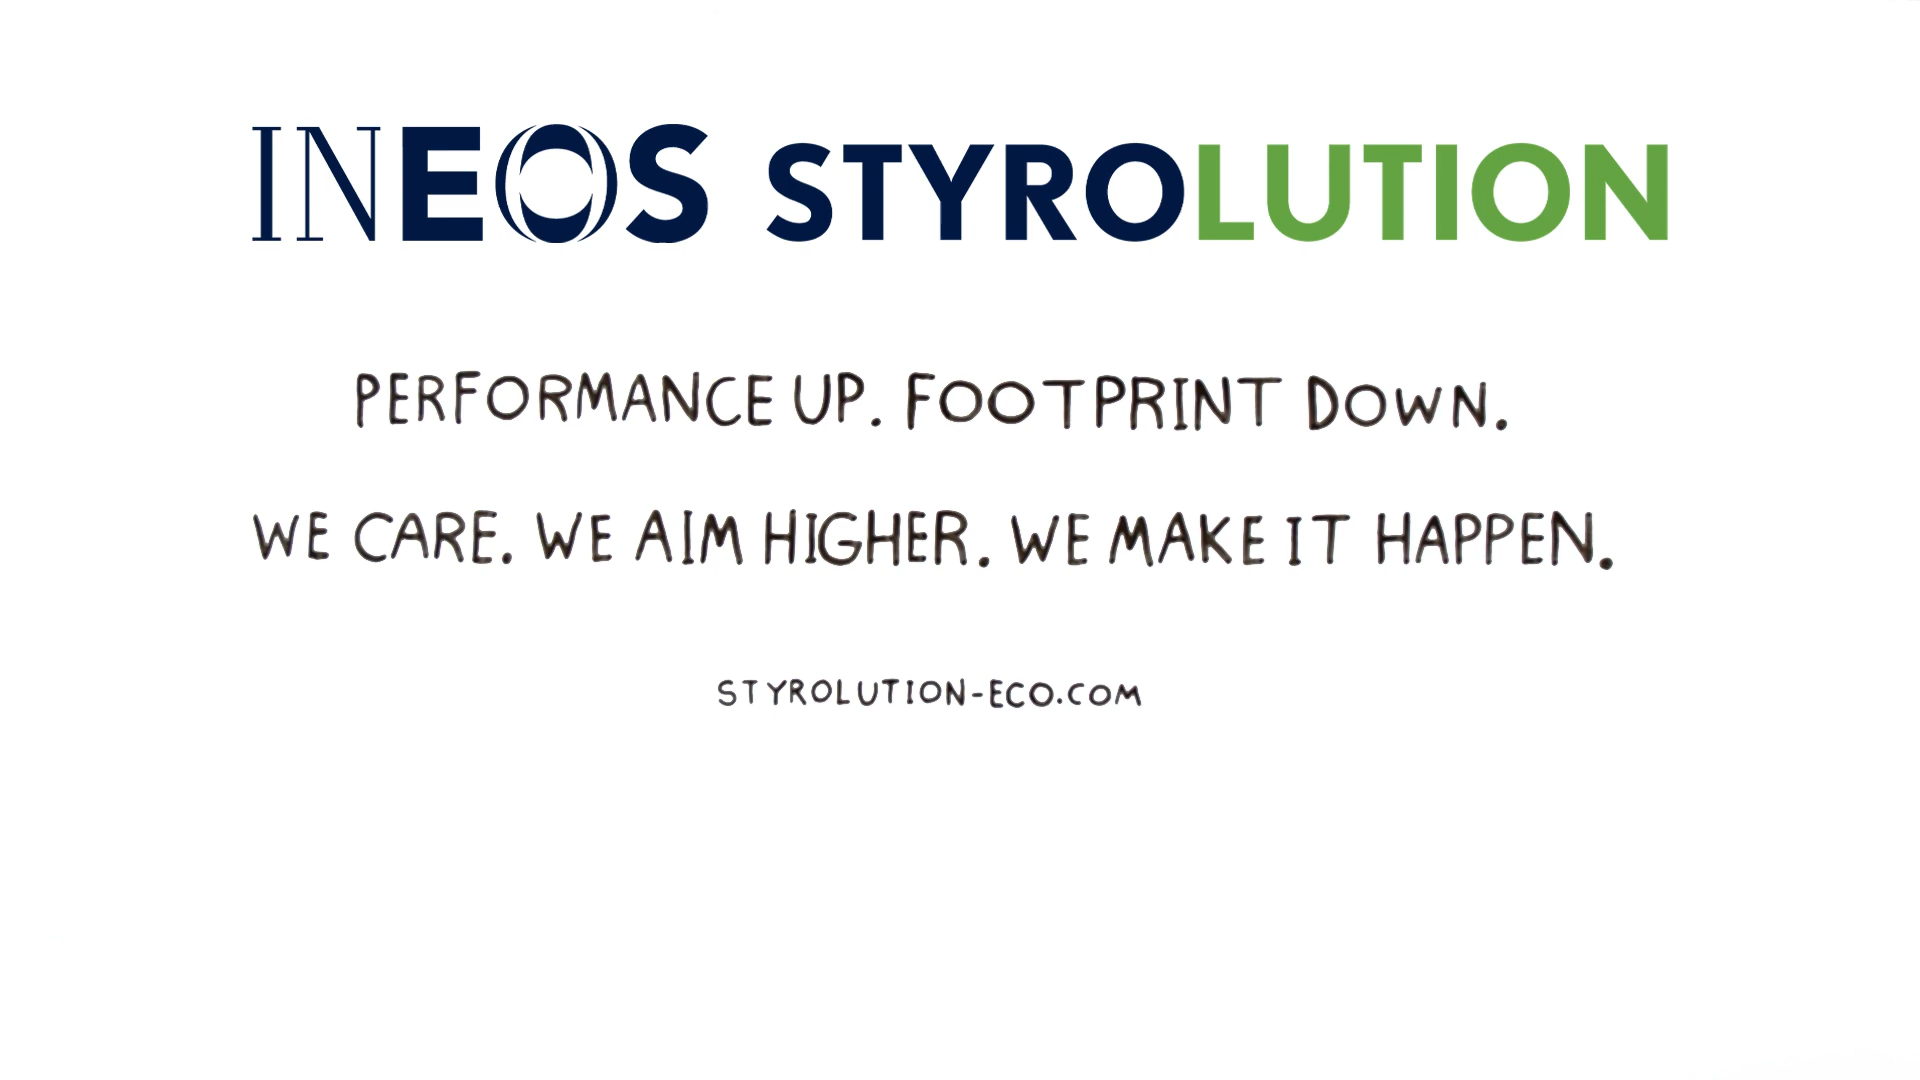 INEOS STYROLUTION
PERFORMANCE UP. FOOTPRINT DOWN.
WE CARE. WE AIM HIGHER. WE MAKE IT HAPPEN.
STYROLUTION-ECO.COM